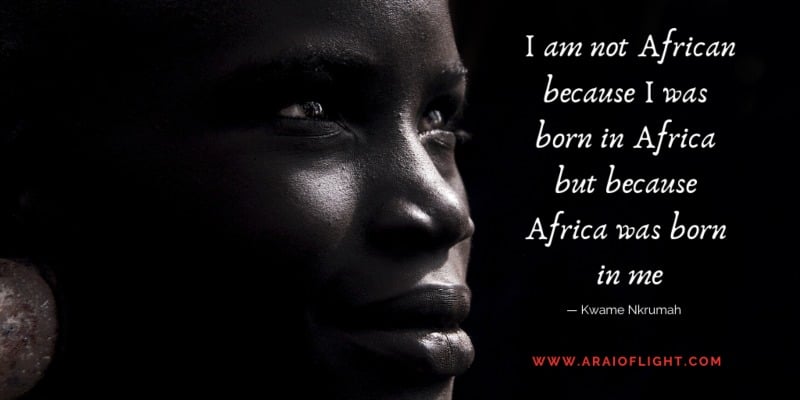 I am not African
because I was
born in Africa
but because
Africa was born
in me
— Kwame Nkrumah
WWW.ARAIOFLIGHT.COM